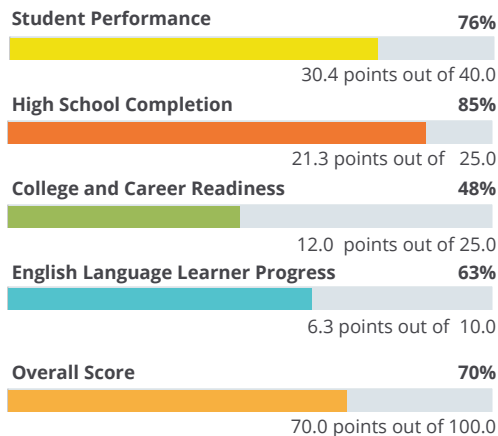 Student Performance 76%
30.4 points out of 40.0
High School Completion 85%
21.3 points out of 25.0
College and Career Readiness 48%
12.0 points out of 25.0
English Language Learner Progress 63%
6.3 points out of 10.0
Overall Score 70%
70.0 points out of 100.0